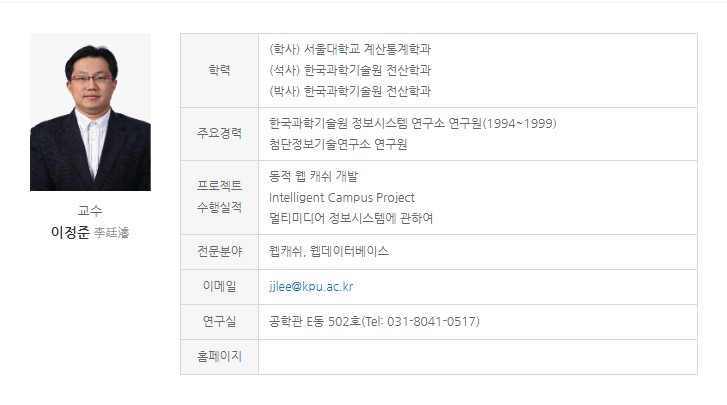 교수
이정준 李廷濬
학력
(학사) 서울대학교 계산통계학과
(석사) 한국과학기술원 전산학과
(박사) 한국과학기술원 전산학과
주요경력
한국과학기술원 정보시스템 연구소 연구원(1994~1999)
첨단정보기술연구소 연구원
프로젝트
수행실적
동적 웹 캐쉬 개발
Intelligent Campus Project
멀티미디어 정보시스템에 관하여
전문분야
웹캐쉬, 웹데이터베이스
이메일
jjlee@kpu.ac.kr
연구실
공학관 E동 502호(Tel: 031-8041-0517)
홈페이지